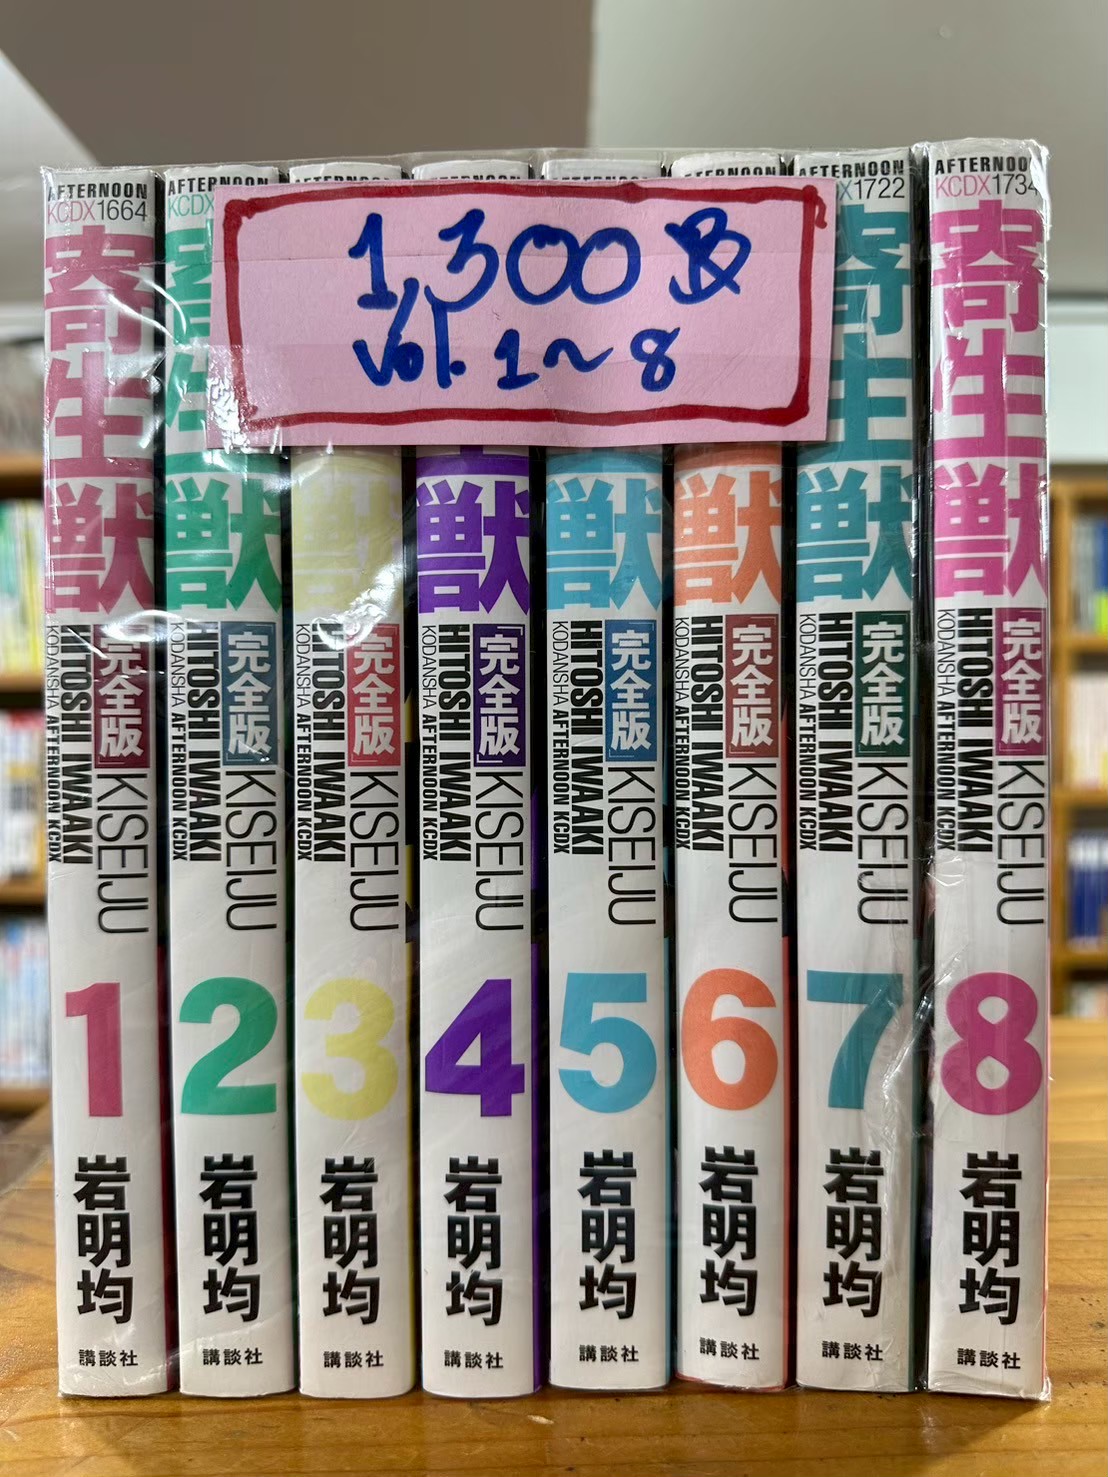 1,300 ฿
Vol. 1~8
AFTERNOON
KCDX1664
寄生獣
[完全版] KISEIJU
HITOSHI IWAAKI
KODANSHA AFTERNOON KCDX
1
岩明均
講談社
AFTERNOON
獣
[完全版] KISEIJU
HITOSHI IWAAKI
KODANSHA AFTERNOON KCDX
2
岩明均
講談社
獣
[完全版] KISEIJU
HITOSHI IWAAKI
KODANSHA AFTERNOON KCDX
3
岩明均
講談社
獣
[完全版] KISEIJU
HITOSHI IWAAKI
KODANSHA AFTERNOON KCDX
4
岩明均
講談社
獣
[完全版] KISEIJU
HITOSHI IWAAKI
KODANSHA AFTERNOON KCDX
5
岩明均
講談社
獣
[完全版] KISEIJU
HITOSHI IWAAKI
KODANSHA AFTERNOON KCDX
6
岩明均
講談社
AFTERNOON
X1722
寄生獣
[完全版] KISEIJU
HITOSHI IWAAKI
KODANSHA AFTERNOON KCDX
7
岩明均
講談社
AFTERNOON
KCDX1734
寄生獣
[完全版] KISEIJU
HITOSHI IWAAKI
KODANSHA AFTERNOON KCDX
8
岩明均
講談社